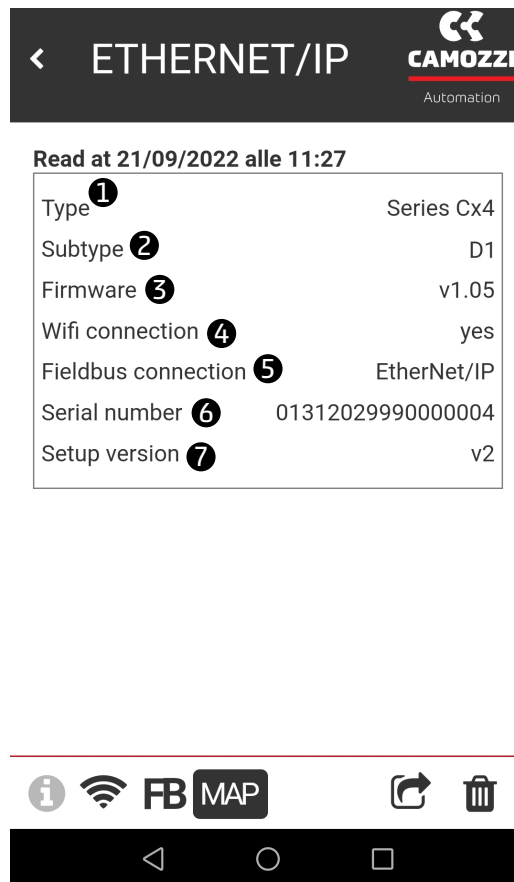 ETHERNET/IP
CAMOZZI
Automation
Read at 21/09/2022 alle 11:27
Type 1 Series Cx4
Subtype 2 D1
Firmware 3 v1.05
Wifi connection 4 yes
Fieldbus connection 5 EtherNet/IP
Serial number 6 01312029990000004
Setup version 7 v2
FB MAP